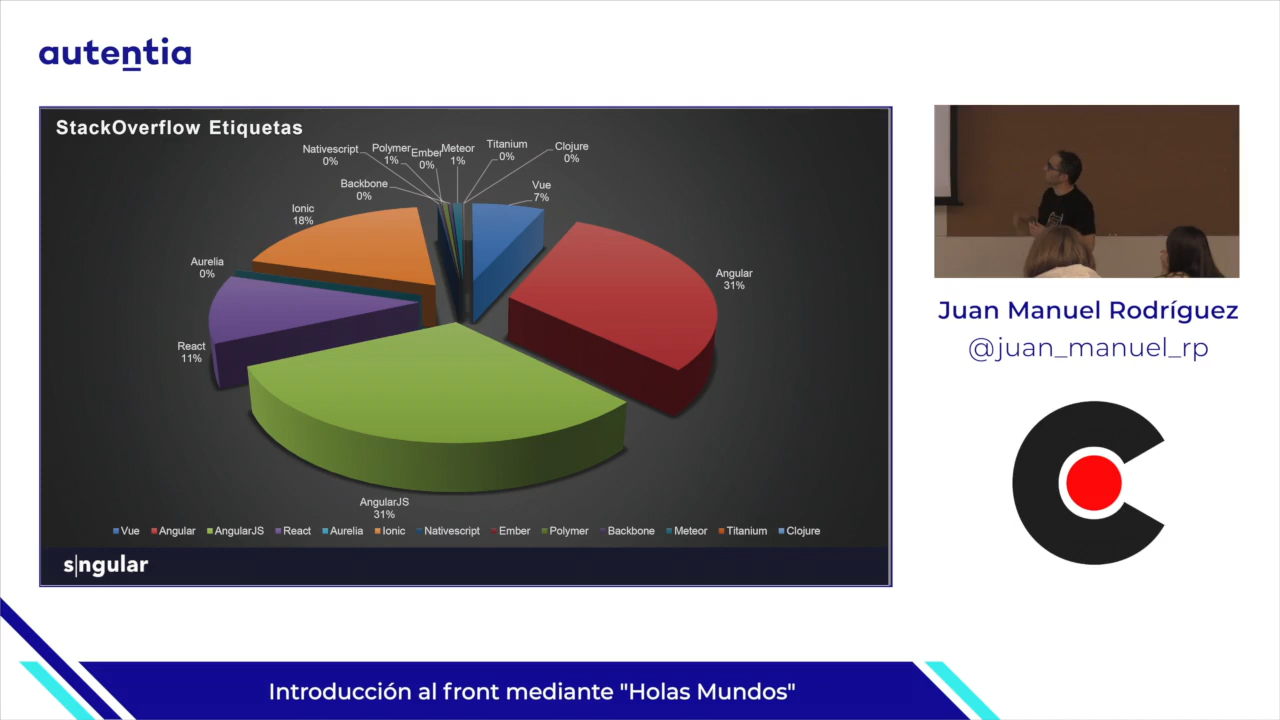 autentia
StackOverflow Etiquetas
Nativescript
0%
Polymer
1%
Ember
0%
Meteor
1%
Titanium
0%
Clojure
0%
Backbone
0%
Vue
7%
Ionic
18%
Aurelia
0%
Angular
31%
React
11%
AngularJS
31%
Vue Angular AngularJS React Aurelia Ionic Nativescript Ember Polymer Backbone Meteor Titanium Clojure
s|ngular
Juan Manuel Rodríguez
@juan_manuel_rp
Introducción al front mediante "Holas Mundos"